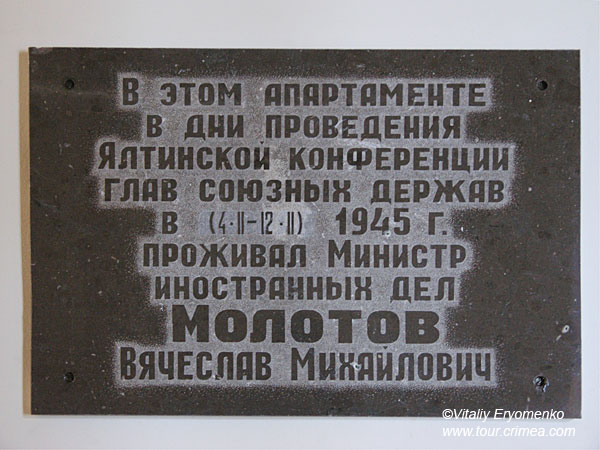 В ЭТОМ АПАРТАМЕНТЕ
В ДНИ ПРОВЕДЕНИЯ
ЯЛТИНСКОЙ КОНФЕРЕНЦИИ
ГЛАВ СОЮЗНЫХ ДЕРЖАВ
В (4·II–12·II) 1945 Г.
ПРОЖИВАЛ МИНИСТР
ИНОСТРАННЫХ ДЕЛ
МОЛОТОВ
ВЯЧЕСЛАВ МИХАЙЛОВИЧ
©Vitaliy Eryomenko
www.tour.crimea.com